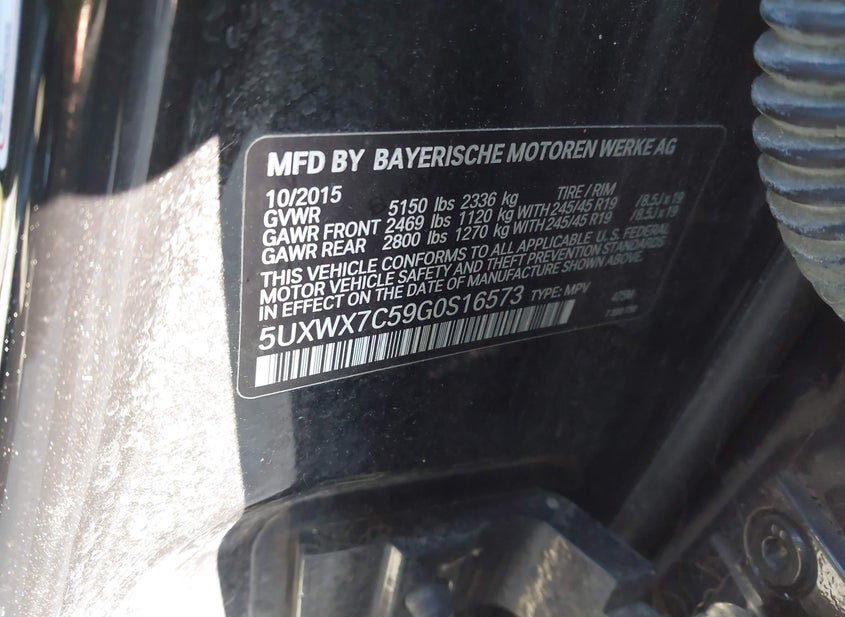 MFD BY BAYERISCHE MOTOREN WERKE AG
10/2015 TIRE / RIM
GVWR 5150 lbs 2336 kg
GAWR FRONT 2469 lbs 1120 kg WITH 245/45 R19 /8.5J x 19
GAWR REAR 2800 lbs 1270 kg WITH 245/45 R19 /8.5J x 19
THIS VEHICLE CONFORMS TO ALL APPLICABLE U.S. FEDERAL
MOTOR VEHICLE SAFETY AND THEFT PREVENTION STANDARDS
IN EFFECT ON THE DATE OF MANUFACTURE SHOWN ABOVE.
5UXWX7C59G0S16573 TYPE: MPV